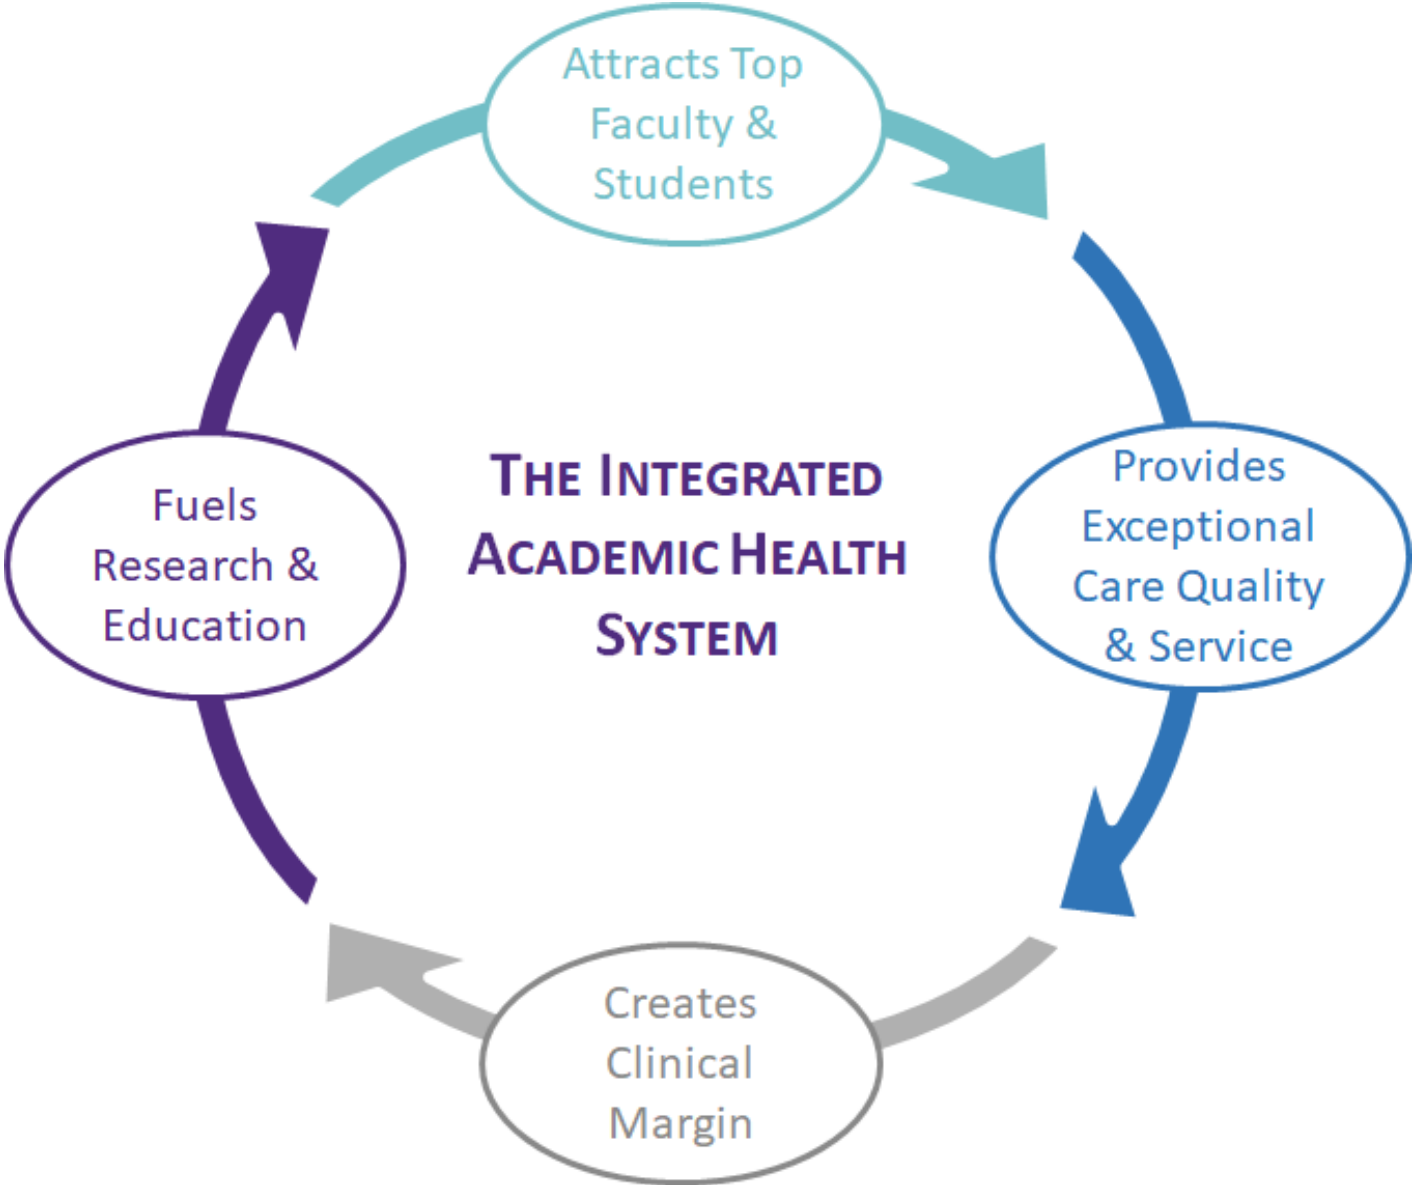 Attracts Top
Faculty &
Students
Provides
Exceptional
Care Quality
& Service
Creates
Clinical
Margin
Fuels
Research &
Education
THE INTEGRATED
ACADEMIC HEALTH
SYSTEM